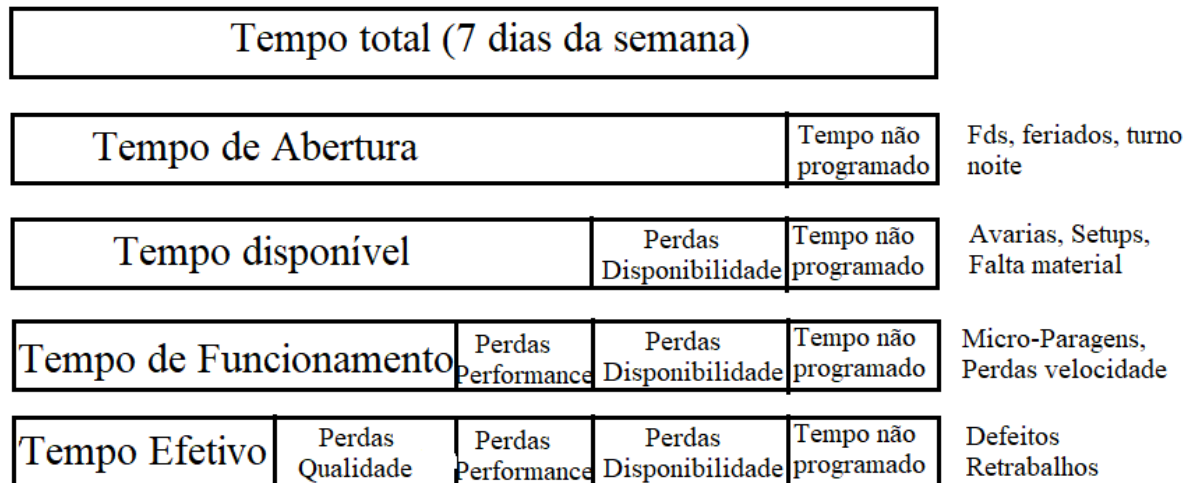 Tempo total (7 dias da semana)
Tempo de Abertura
Tempo não
programado
Fds, feriados, turno
noite
Tempo disponível
Perdas
Disponibilidade
Tempo não
programado
Avarias, Setups,
Falta material
Tempo de Funcionamento
Perdas
Performance
Perdas
Disponibilidade
Tempo não
programado
Micro-Paragens,
Perdas velocidade
Tempo Efetivo
Perdas
Qualidade
Perdas
Performance
Perdas
Disponibilidade
Tempo não
programado
Defeitos
Retrabalhos